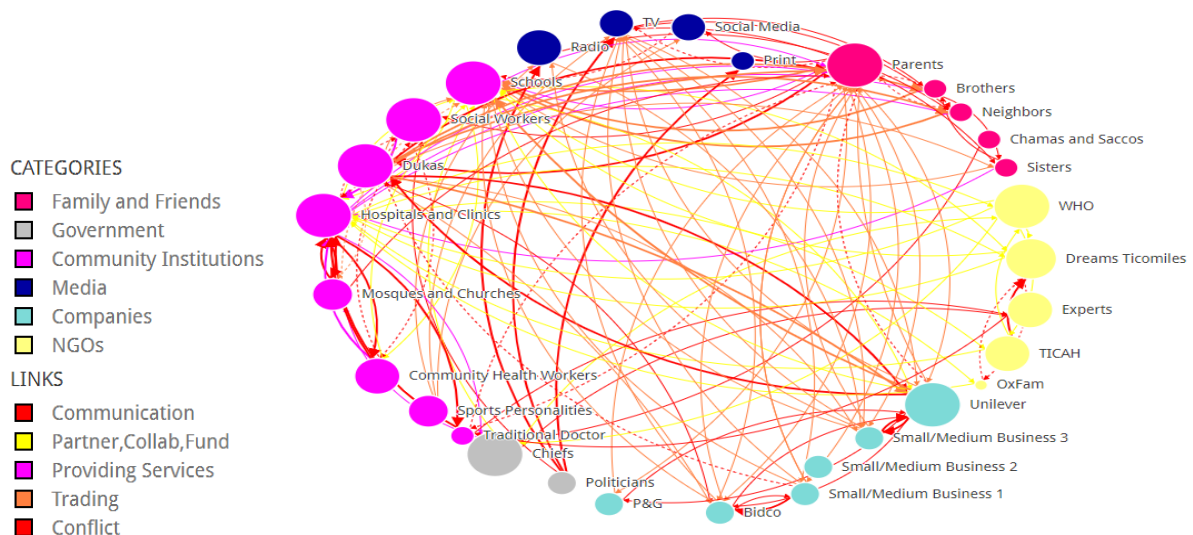 TV
Social Media
Radio
Print
Parents
Schools
Brothers
Neighbors
Social Workers
Chamas and Saccos
Dukas
Sisters
CATEGORIES
Family and Friends
Government
Community Institutions
Media
Companies
NGOs
LINKS
Communication
Partner,Collab,Fund
Providing Services
Trading
Conflict
WHO
Hospitals and Clinics
Dreams Ticomiles
Mosques and Churches
Experts
TICAH
Community Health Workers
OxFam
Unilever
Sports Personalities
Traditional Doctor
Small/Medium Business 3
Chiefs
Small/Medium Business 2
Politicians
Small/Medium Business 1
P&G
Bidco